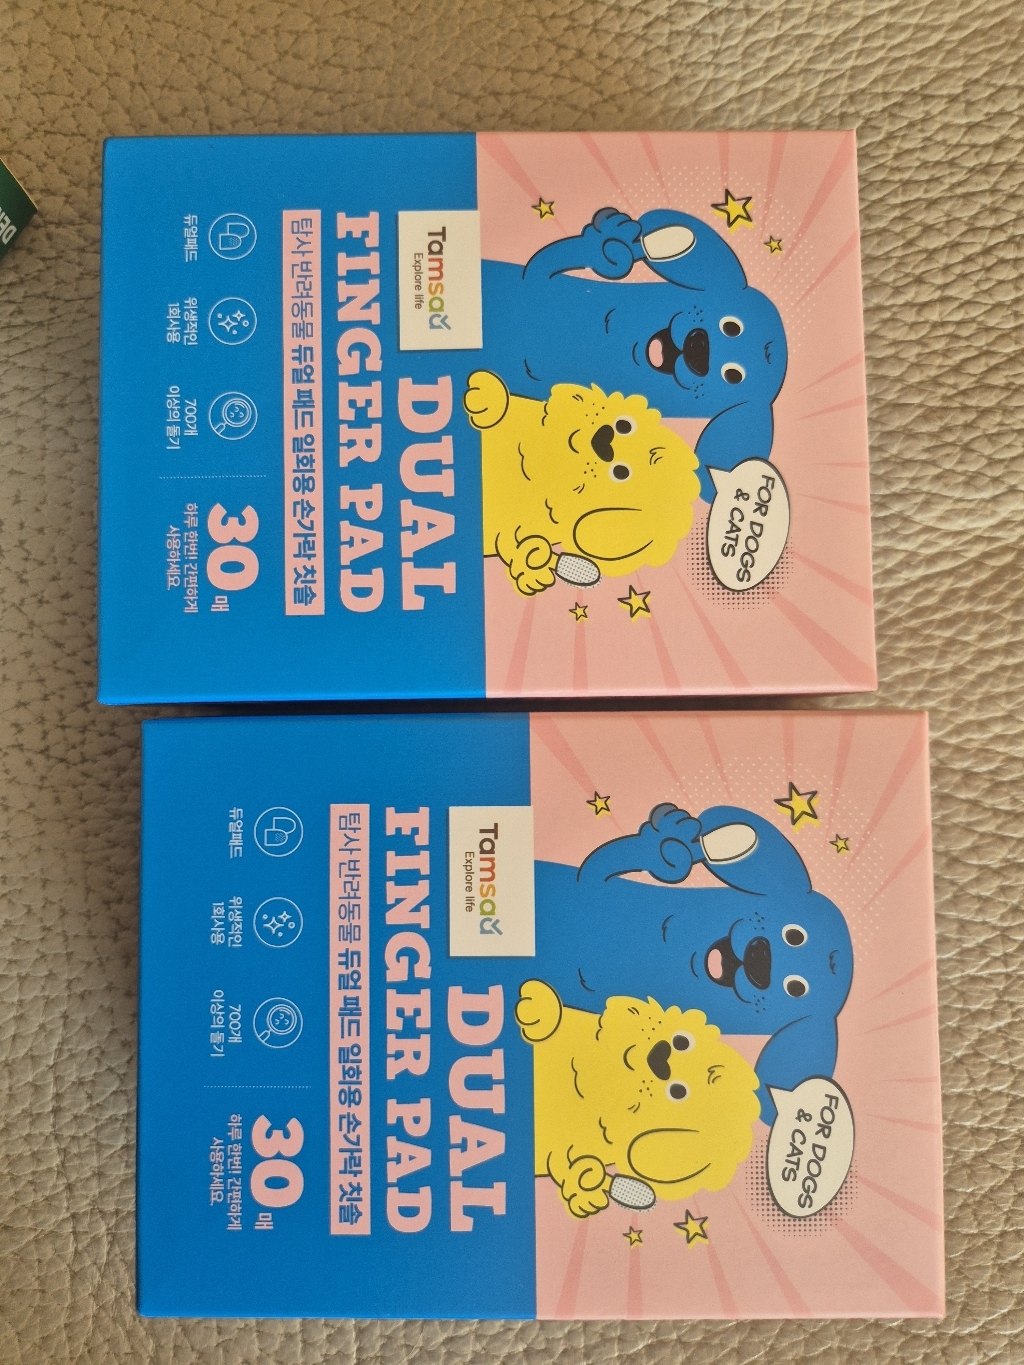 DEN
Tamsaa
Explore life
DUAL
FINGER PAD
탐사 반려동물 듀얼 패드 일회용 손가락 칫솔
듀얼패드
위생적인
1회사용
700개
이상의 돌기
30매
하루 한번! 간편하게
사용하세요.
FOR DOGS
& CATS
Tamsaa
Explore life
DUAL
FINGER PAD
탐사 반려동물 듀얼 패드 일회용 손가락 칫솔
듀얼패드
위생적인
1회사용
700개
이상의 돌기
30매
하루 한번! 간편하게
사용하세요.
FOR DOGS
& CATS